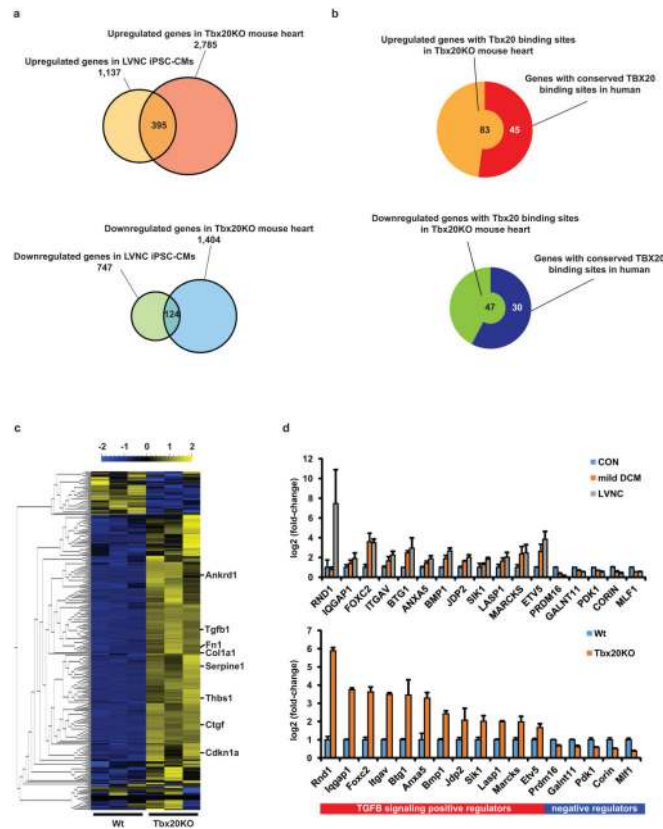 a
Upregulated genes in Tbx20KO mouse heart
2,785
Upregulated genes in LVNC iPSC-CMs
1,137
395
Downregulated genes in Tbx20KO mouse heart
1,404
Downregulated genes in LVNC iPSC-CMs
747
124
b
Upregulated genes with Tbx20 binding sites
in Tbx20KO mouse heart
Genes with conserved TBX20
binding sites in human
83
45
Downregulated genes with Tbx20 binding sites
in Tbx20KO mouse heart
Genes with conserved TBX20
binding sites in human
47
30
c
-2 -1 0 1 2
Ankrd1
Tgfb1
Fn1
Col1a1
Serpine1
Thbs1
Ctgf
Cdkn1a
Wt Tbx20KO
d
log2 (fold-change)
12
10
8
6
4
2
0
CON
mild DCM
LVNC
RND1 IQGAP1 FOXC2 ITGAV BTG1 ANXA5 BMP1 JDP2 SIK1 LASP1 MARCKS ETV5 PRDM16 GALNT11 PDK1 CORIN MLF1
log2 (fold-change)
7
6
5
4
3
2
1
0
Wt
Tbx20KO
Rnd1 Iqgap1 Foxc2 Itgav Btg1 Anxa5 Bmp1 Jdp2 Sik1 Lasp1 Marcks Etv5 Prdm16 Galnt11 Pdk1 Corin Mlf1
TGFB signaling positive regulators
negative regulators